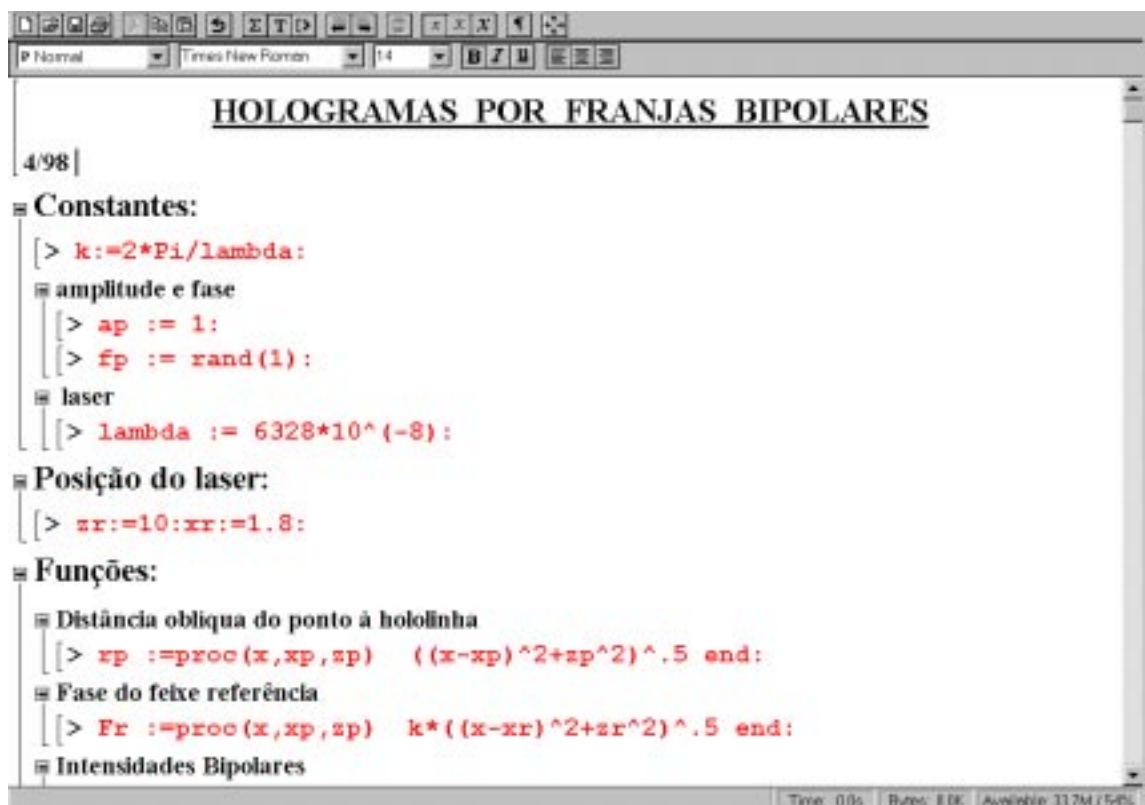 P Normal Times New Roman 14 B I U
HOLOGRAMAS POR FRANJAS BIPOLARES
4/98
Constantes:
> k:=2*Pi/lambda:
amplitude e fase
> ap := 1:
> fp := rand(1):
laser
> lambda := 6328*10^(-8):
Posição do laser:
> zr:=10:xr:=1.8:
Funções:
Distância obliqua do ponto à hololinha
> rp :=proc(x,xp,zp) ((x-xp)^2+zp^2)^.5 end:
Fase do feixe referência
> Fr :=proc(x,xp,zp) k*((x-xr)^2+zr^2)^.5 end:
Intensidades Bipolares
Time: 0.0s Bytes: Available: